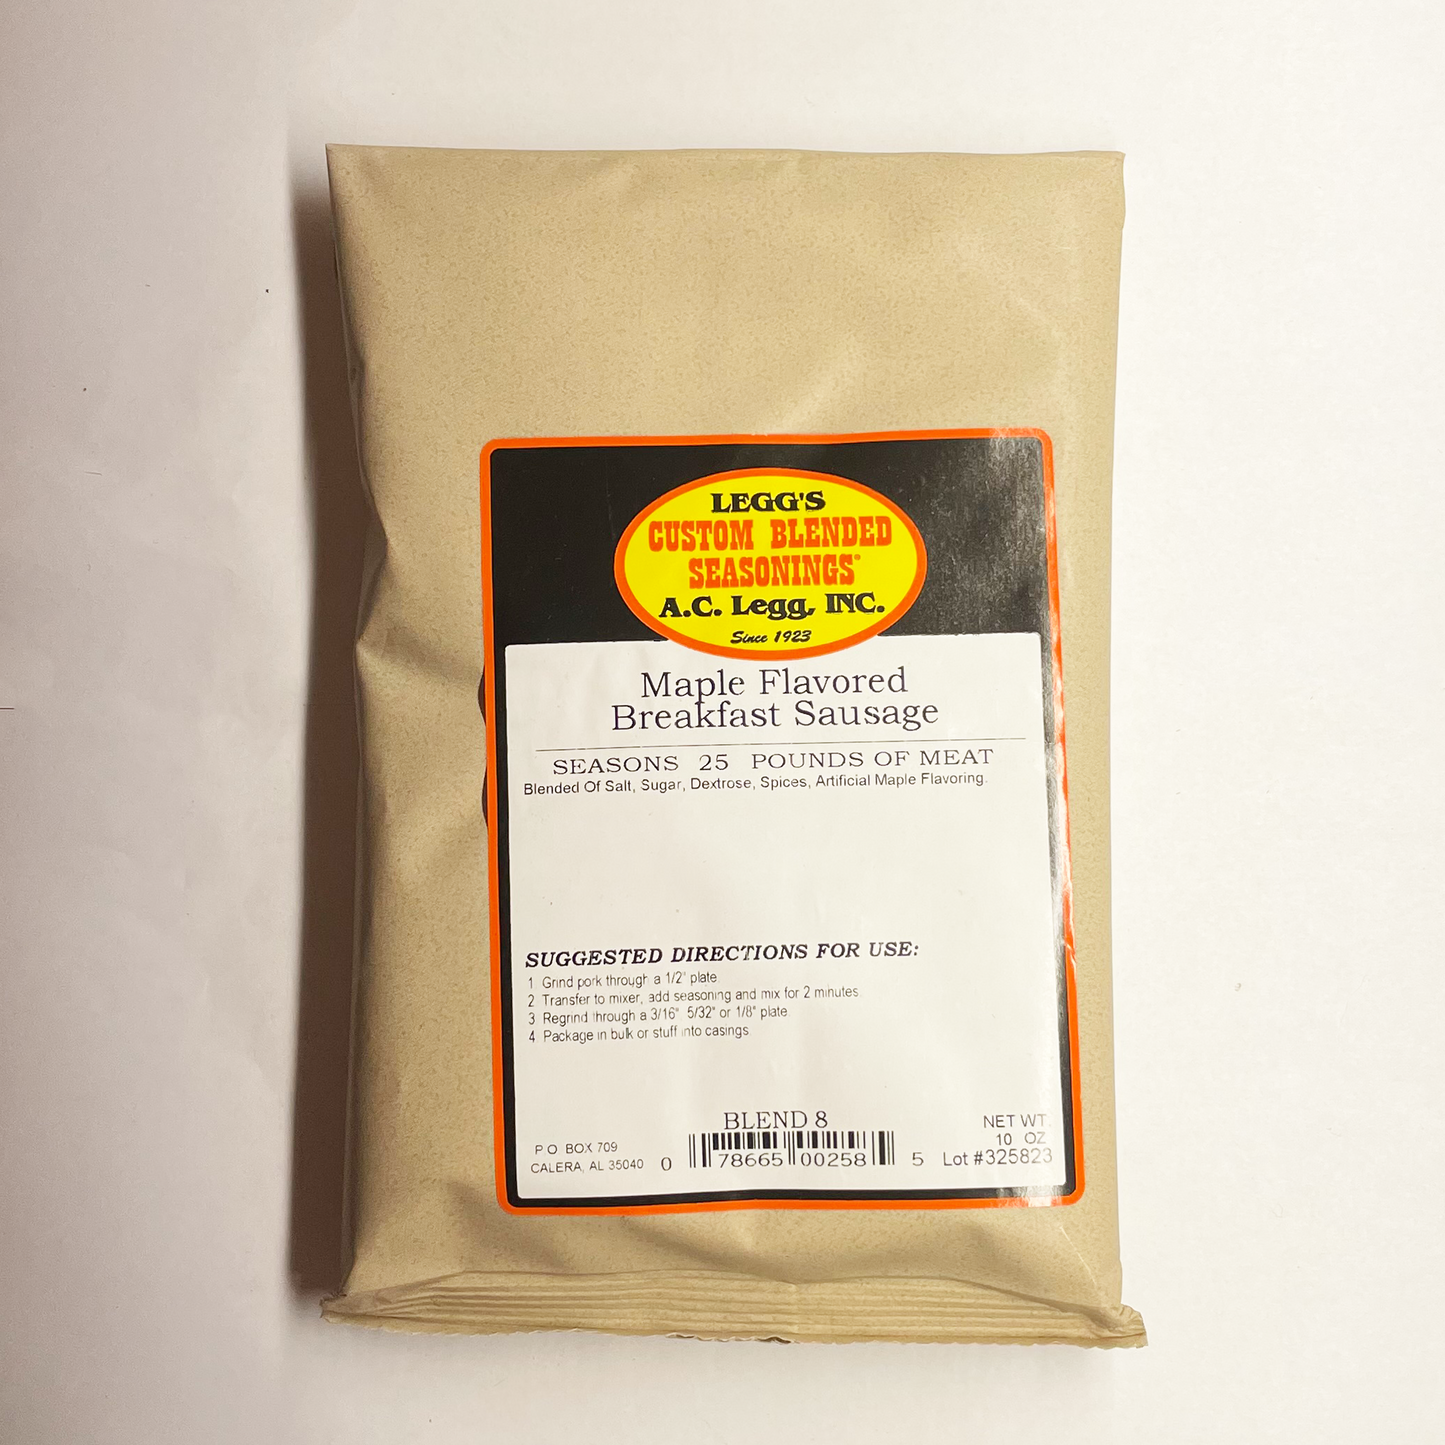 LEGG'S
CUSTOM BLENDED
SEASONINGS
A.C. Legg, INC.
Since 1923
Maple Flavored
Breakfast Sausage
SEASONS 25 POUNDS OF MEAT
Blended Of Salt, Sugar, Dextrose, Spices, Artificial Maple Flavoring.
SUGGESTED DIRECTIONS FOR USE:
1 Grind pork through a 1/2" plate.
2 Transfer to mixer, add seasoning and mix for 2 minutes.
3 Regrind through a 3/16" 5/32" or 1/8" plate
4 Package in bulk or stuff into casings.
BLEND 8
P O BOX 709
CALERA, AL 35040
0 78665 00258 5
NET WT.
10 OZ
Lot #325823